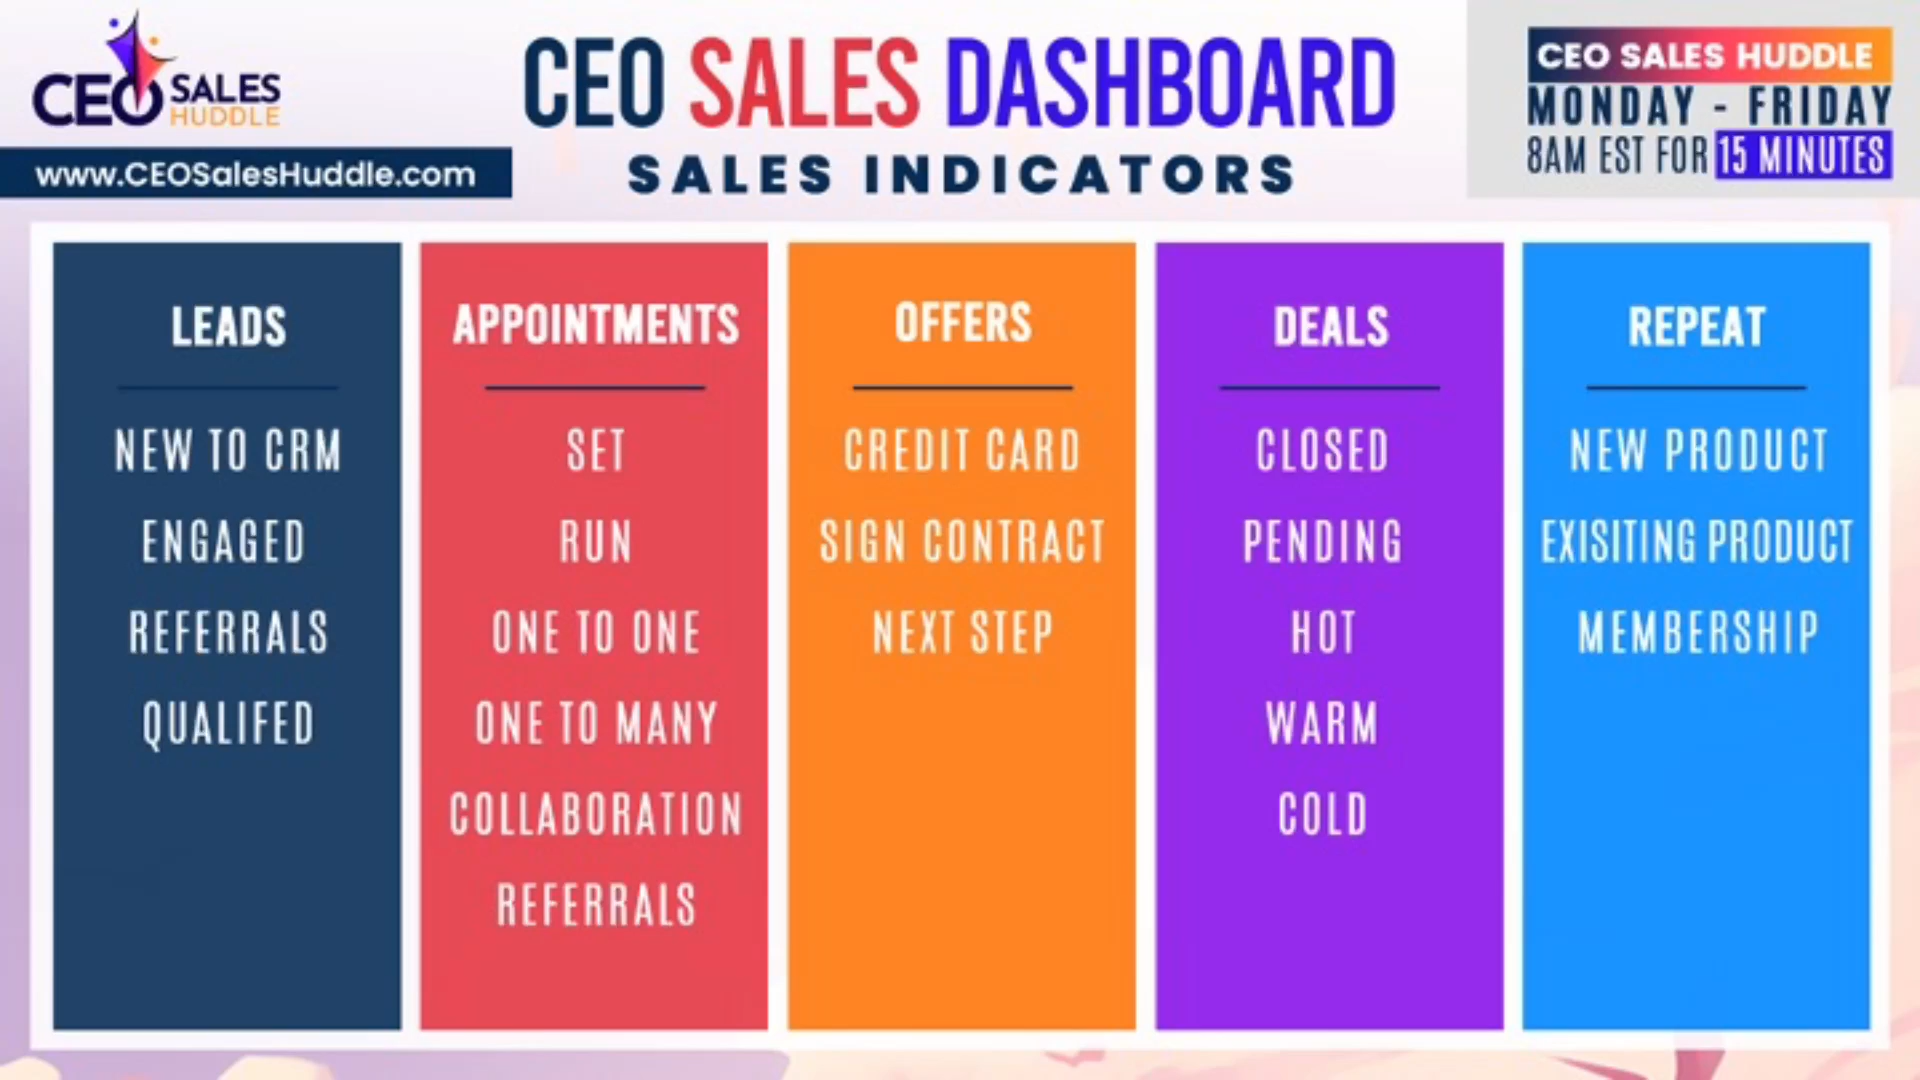 CEO SALES HUDDLE
www.CEOSalesHuddle.com
CEO SALES DASHBOARD
SALES INDICATORS
CEO SALES HUDDLE
MONDAY - FRIDAY
8AM EST FOR 15 MINUTES
LEADS
NEW TO CRM
ENGAGED
REFERRALS
QUALIFED
APPOINTMENTS
SET
RUN
ONE TO ONE
ONE TO MANY
COLLABORATION
REFERRALS
OFFERS
CREDIT CARD
SIGN CONTRACT
NEXT STEP
DEALS
CLOSED
PENDING
HOT
WARM
COLD
REPEAT
NEW PRODUCT
EXISITING PRODUCT
MEMBERSHIP